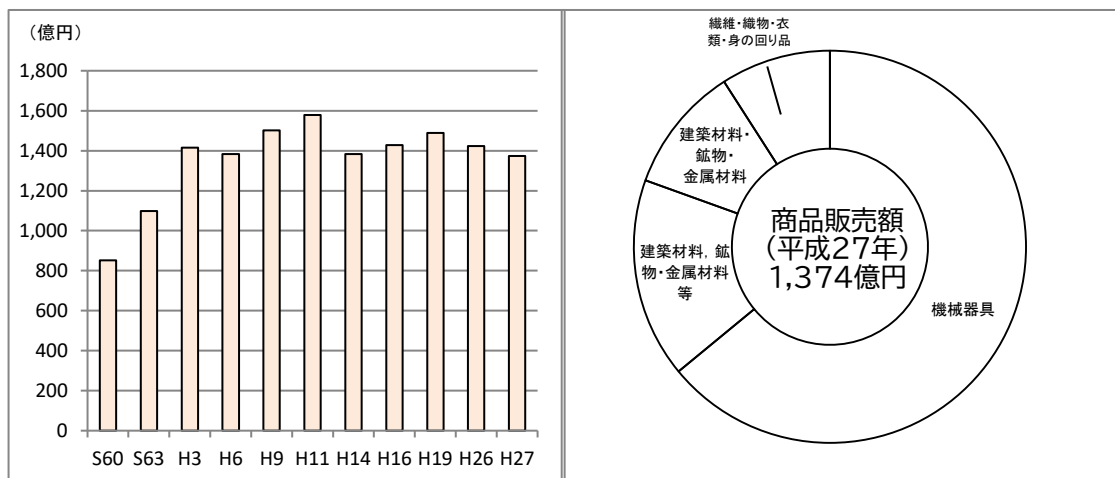 （億円）
1,800
1,600
1,400
1,200
1,000
800
600
400
200
0
S60 S63 H3 H6 H9 H11 H14 H16 H19 H26 H27
繊維・織物・衣
類・身の回り品
建築材料・
鉱物・
金属材料
建築材料, 鉱
物・金属材料
等
商品販売額
（平成27年）
1,374億円
機械器具